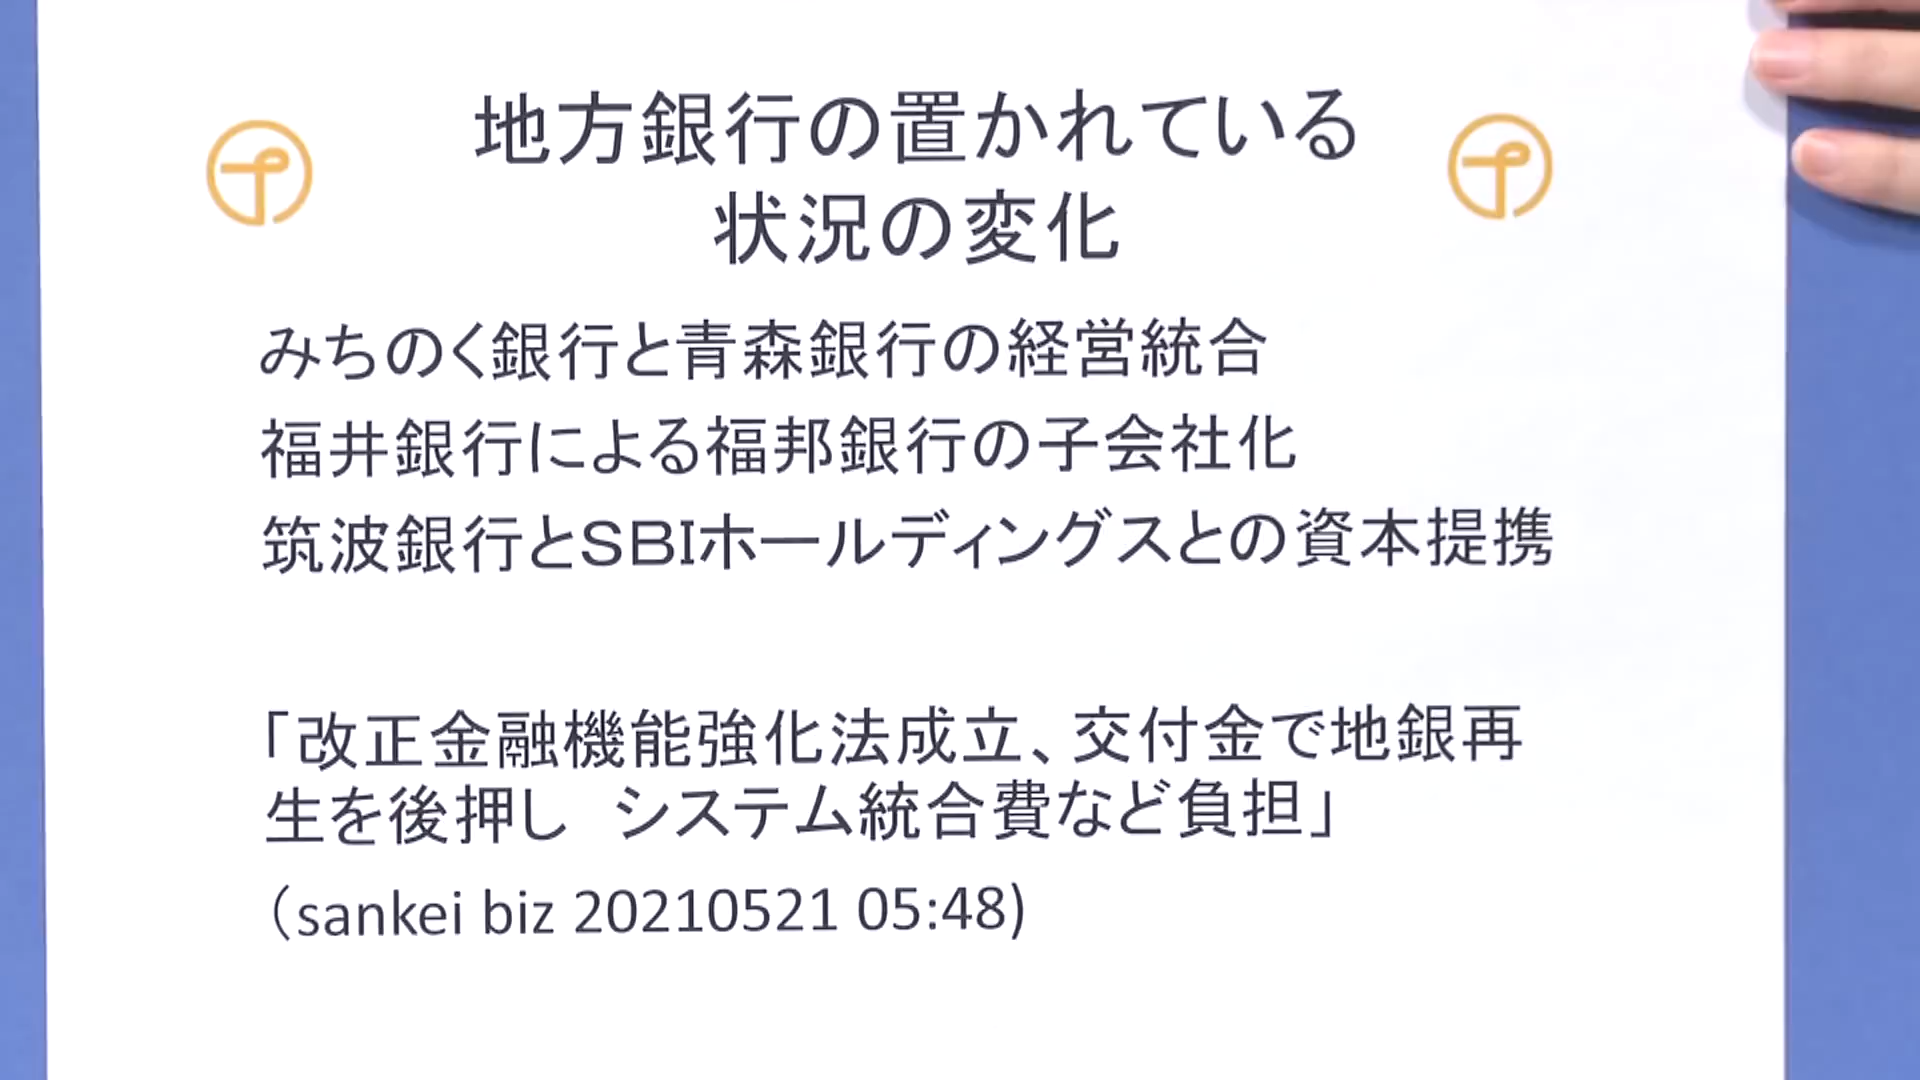 地方銀行の置かれている
状況の変化
みちのく銀行と青森銀行の経営統合
福井銀行による福邦銀行の子会社化
筑波銀行とSBIホールディングスとの資本提携
「改正金融機能強化法成立、交付金で地銀再
生を後押し　システム統合費など負担」
（sankei biz 20210521 05:48)